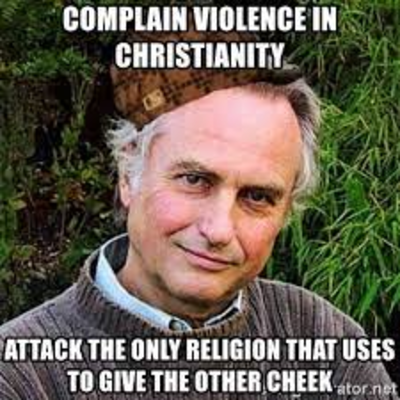 COMPLAIN VIOLENCE IN
CHRISTIANITY
ATTACK THE ONLY RELIGION THAT USES
TO GIVE THE OTHER CHEEK
ator.net